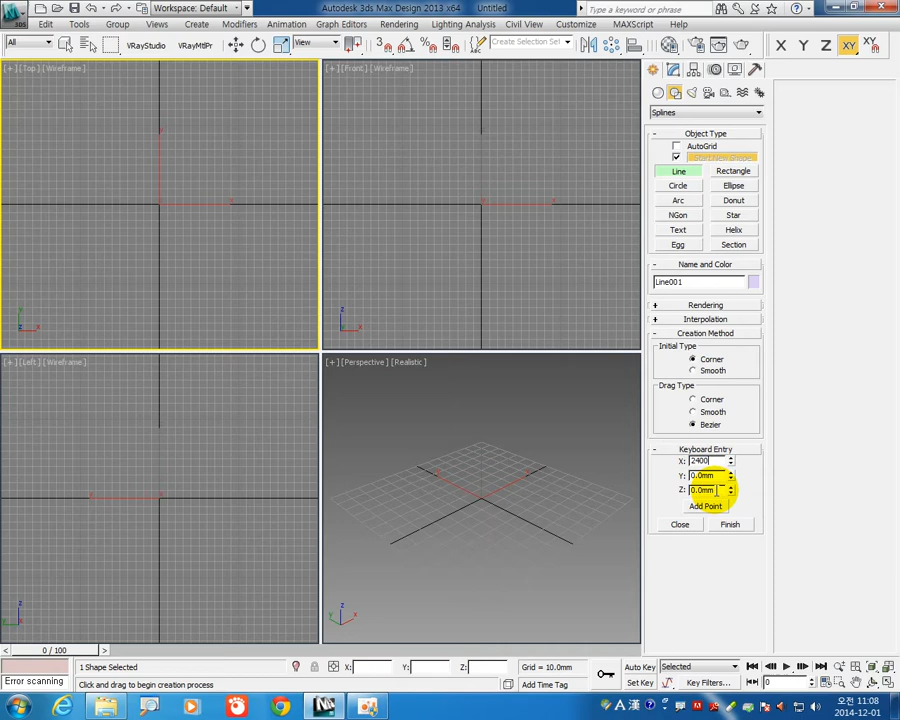 Workspace: Default
Autodesk 3ds Max Design 2013 x64
Untitled
Type a keyword or phrase
3DS
Edit Tools Group Views Create Modifiers Animation Graph Editors Rendering Lighting Analysis Civil View Customize MAXScript Help
All
VRayStudio
VRayMtlPr
View
3
Create Selection Set
X Y Z XY XY
[+] [Top] [Wireframe]
[+] [Front] [Wireframe]
[+] [Left] [Wireframe]
[+] [Perspective] [Realistic]
Splines
- Object Type
AutoGrid
Start New Shape
Line Rectangle
Circle Ellipse
Arc Donut
NGon Star
Text Helix
Egg Section
- Name and Color
Line001
+ Rendering
+ Interpolation
- Creation Method
Initial Type
Corner
Smooth
Drag Type
Corner
Smooth
Bezier
- Keyboard Entry
X: 2400
Y: 0.0mm
Z: 0.0mm
Add Point
Close Finish
< 0 / 100 >
1 Shape Selected
X: Y: Z:
Grid = 10.0mm
Auto Key
Selected
Error scanning
Click and drag to begin creation process
Add Time Tag
Set Key
Key Filters...
0
A 漢
오전 11:08
2014-12-01